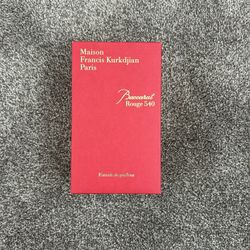 Maison
Francis Kurkdjian
Paris
Baccarat
Rouge 540
Extrait de parfum